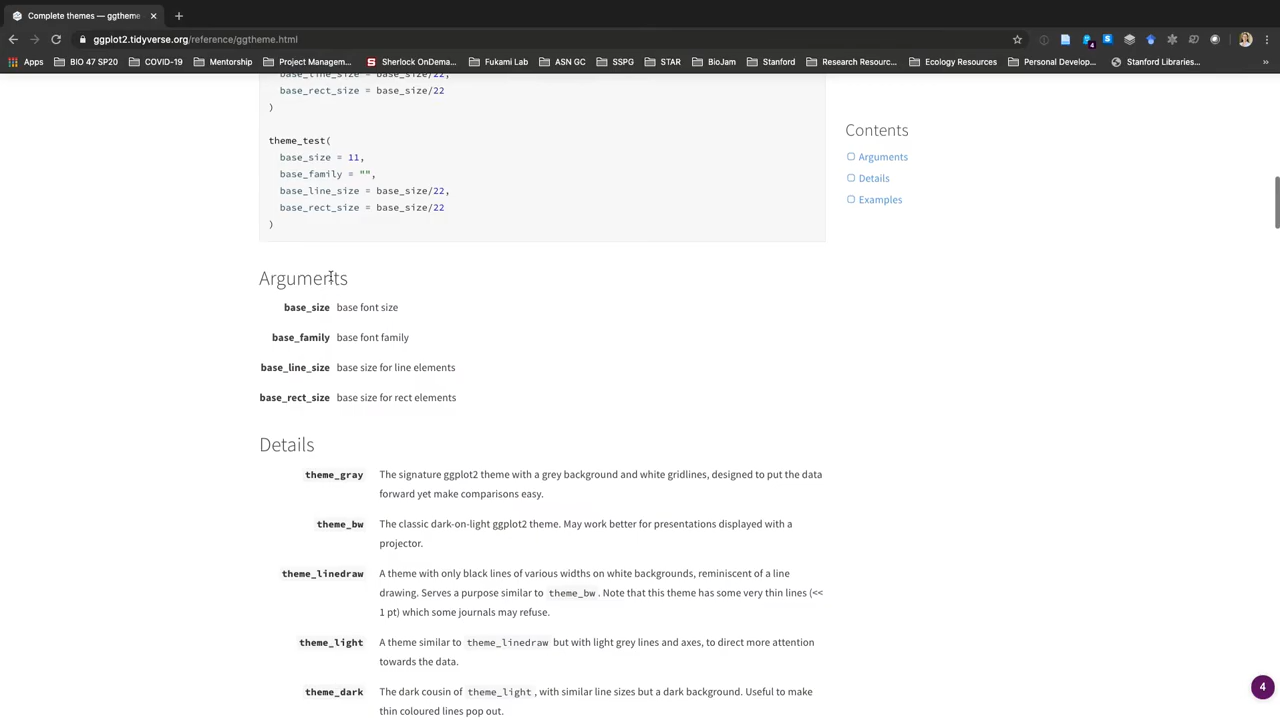 Complete themes — ggtheme
ggplot2.tidyverse.org/reference/ggtheme.html
4
Apps BIO 47 SP20 COVID-19 Mentorship Project Manageme... Sherlock OnDema... Fukami Lab ASN GC SSPG STAR BioJam Stanford Research Resourc... Ecology Resources Personal Develop... Stanford Libraries... »
base_line_size = base_size/22,
base_rect_size = base_size/22
)
theme_test(
base_size = 11,
base_family = "",
base_line_size = base_size/22,
base_rect_size = base_size/22
)
Contents
Arguments
Details
Examples
Arguments
base_size base font size
base_family base font family
base_line_size base size for line elements
base_rect_size base size for rect elements
Details
theme_gray The signature ggplot2 theme with a grey background and white gridlines, designed to put the data
forward yet make comparisons easy.
theme_bw The classic dark-on-light ggplot2 theme. May work better for presentations displayed with a
projector.
theme_linedraw A theme with only black lines of various widths on white backgrounds, reminiscent of a line
drawing. Serves a purpose similar to theme_bw. Note that this theme has some very thin lines (<<
1 pt) which some journals may refuse.
theme_light A theme similar to theme_linedraw but with light grey lines and axes, to direct more attention
towards the data.
theme_dark The dark cousin of theme_light, with similar line sizes but a dark background. Useful to make
thin coloured lines pop out.
4